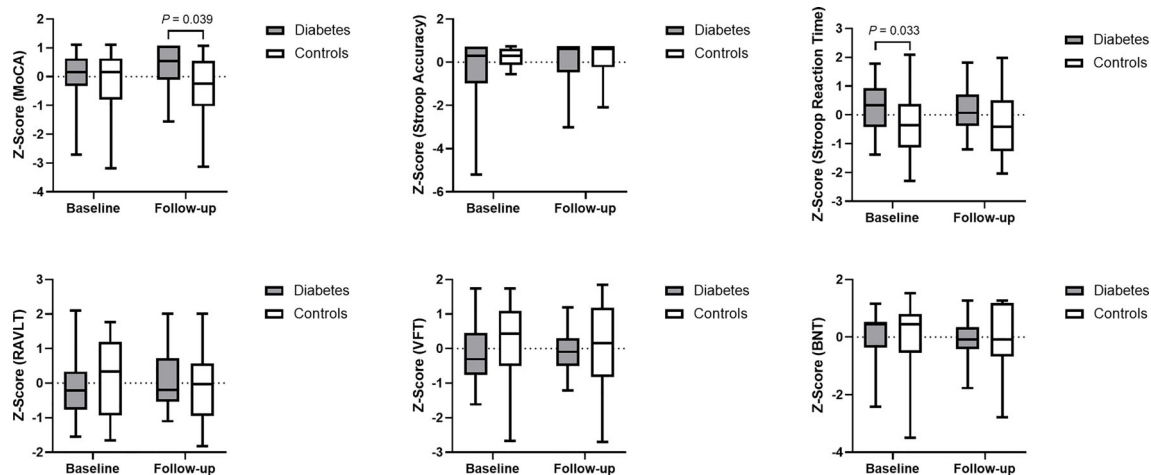 Z-Score (MoCA)
2
1
0
-1
-2
-3
-4
P = 0.039
Baseline
Follow-up
Diabetes
Controls
Z-Score (Stroop Accuracy)
2
0
-2
-4
-6
Baseline
Follow-up
Diabetes
Controls
Z-Score (Stroop Reaction Time)
3
2
1
0
-1
-2
-3
P = 0.033
Baseline
Follow-up
Diabetes
Controls
Z-Score (RAVLT)
3
2
1
0
-1
-2
Baseline
Follow-up
Diabetes
Controls
Z-Score (VFT)
2
1
0
-1
-2
-3
Baseline
Follow-up
Diabetes
Controls
Z-Score (BNT)
2
0
-2
-4
Baseline
Follow-up
Diabetes
Controls